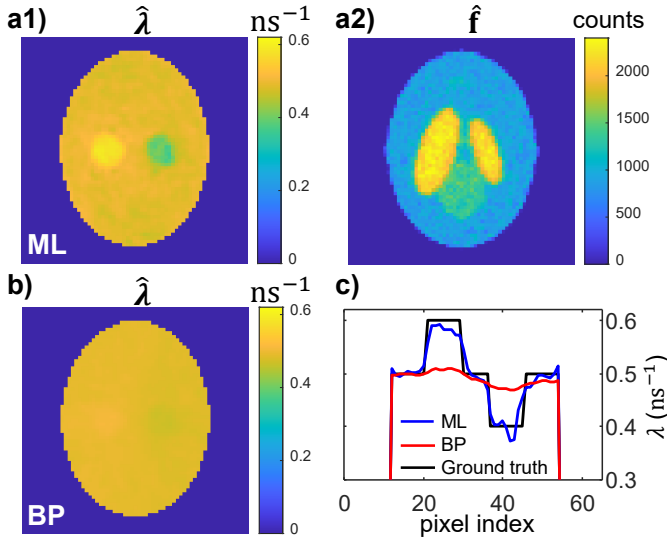 a1)
λ̂
ns⁻¹
0.6
0.4
0.2
0
ML
a2)
f̂
counts
2000
1500
1000
500
0
b)
λ̂
ns⁻¹
0.6
0.4
0.2
0
BP
c)
0.6
0.5
0.4
0.3
λ (ns⁻¹)
ML
BP
Ground truth
0 20 40 60
pixel index